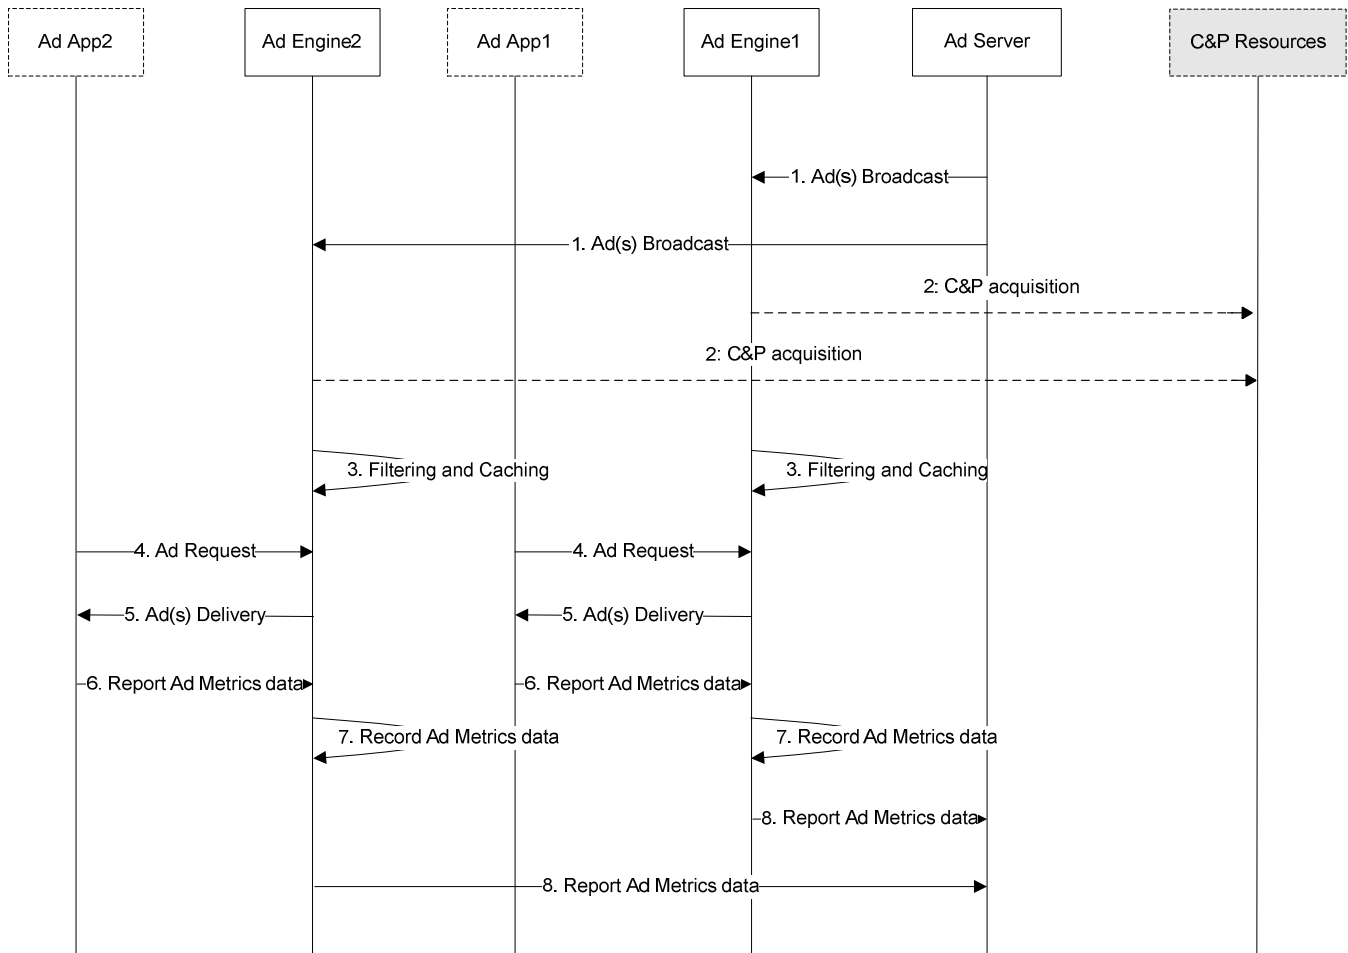 Ad App2
Ad Engine2
Ad App1
Ad Engine1
Ad Server
C&P Resources
1. Ad(s) Broadcast
1. Ad(s) Broadcast
2: C&P acquisition
2: C&P acquisition
3. Filtering and Caching
3. Filtering and Caching
4. Ad Request
4. Ad Request
5. Ad(s) Delivery
5. Ad(s) Delivery
6. Report Ad Metrics data
6. Report Ad Metrics data
7. Record Ad Metrics data
7. Record Ad Metrics data
8. Report Ad Metrics data
8. Report Ad Metrics data